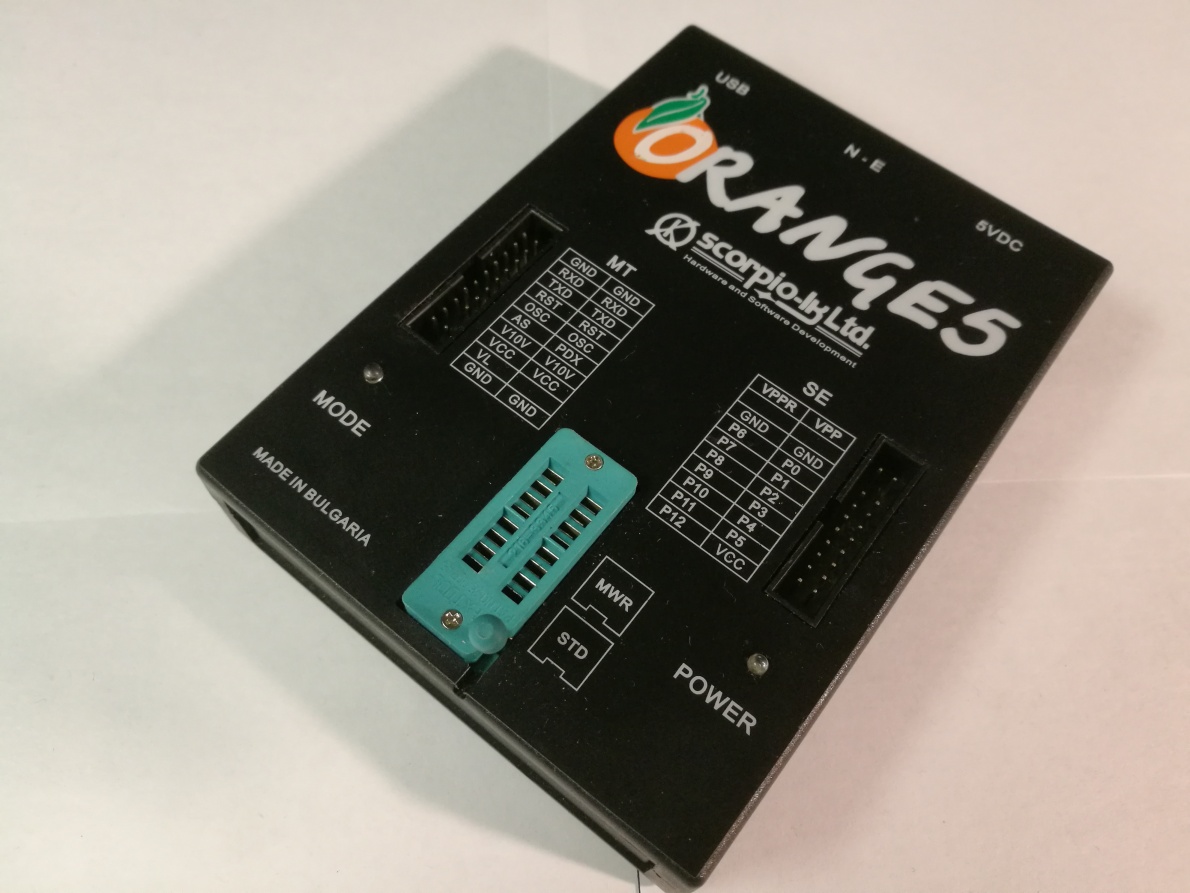 USB
N - E
5VDC
ORANGE5
scorpio-lk Ltd.
Hardware and Software Development
MT
GND GND
RXD RXD
TXD TXD
RST RST
OSC OSC
AS PDX
V10V V10V
VCC VCC
VL
GND GND
SE
VPPR VPP
GND GND
P6 P0
P7 P1
P8 P2
P9 P3
P10 P4
P11 P5
P12 VCC
MODE
MADE IN BULGARIA
MWR
STD
POWER